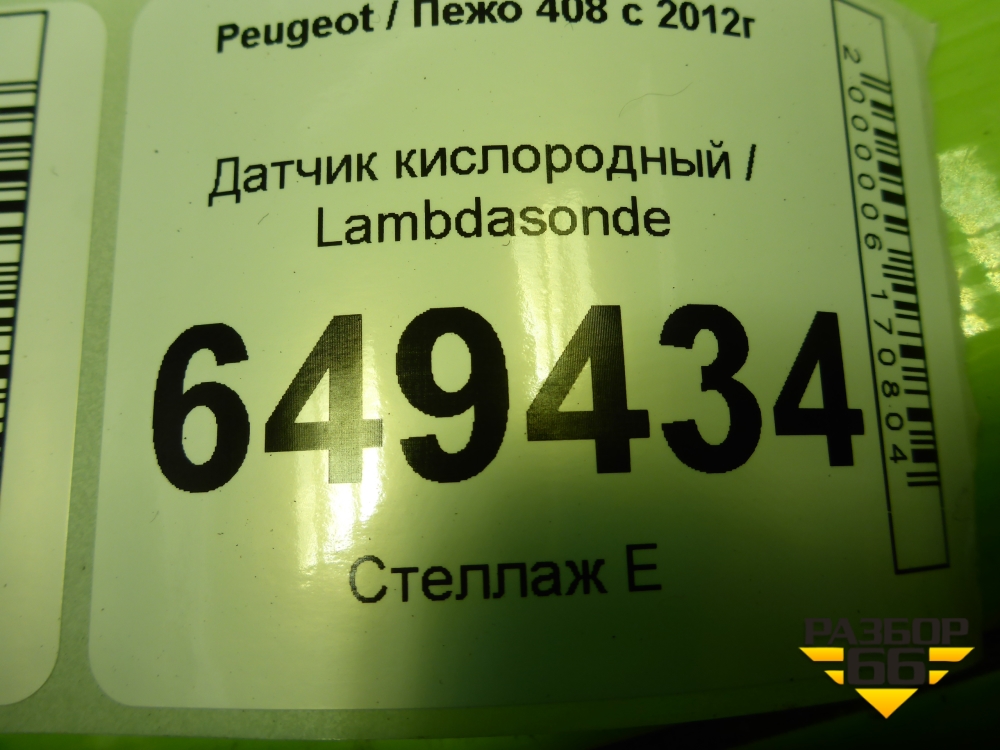 Peugeot / Пежо 408 с 2012г
Датчик кислородный /
Lambdasonde
649434
Стеллаж Е
2000006170804
РАЗБОР
66